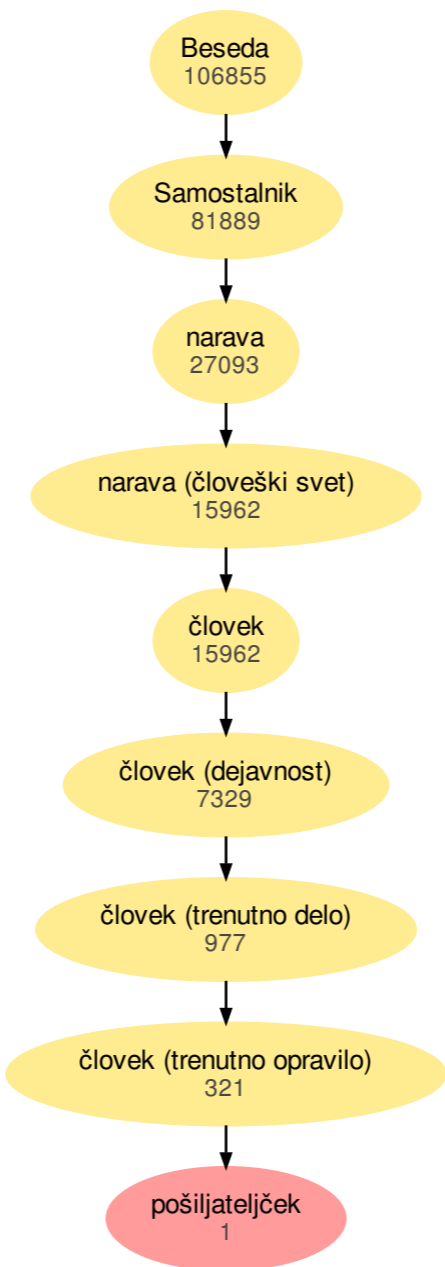 Beseda
106855
Samostalnik
81889
narava
27093
narava (človeški svet)
15962
človek
15962
človek (dejavnost)
7329
človek (trenutno delo)
977
človek (trenutno opravilo)
321
pošiljateljček
1